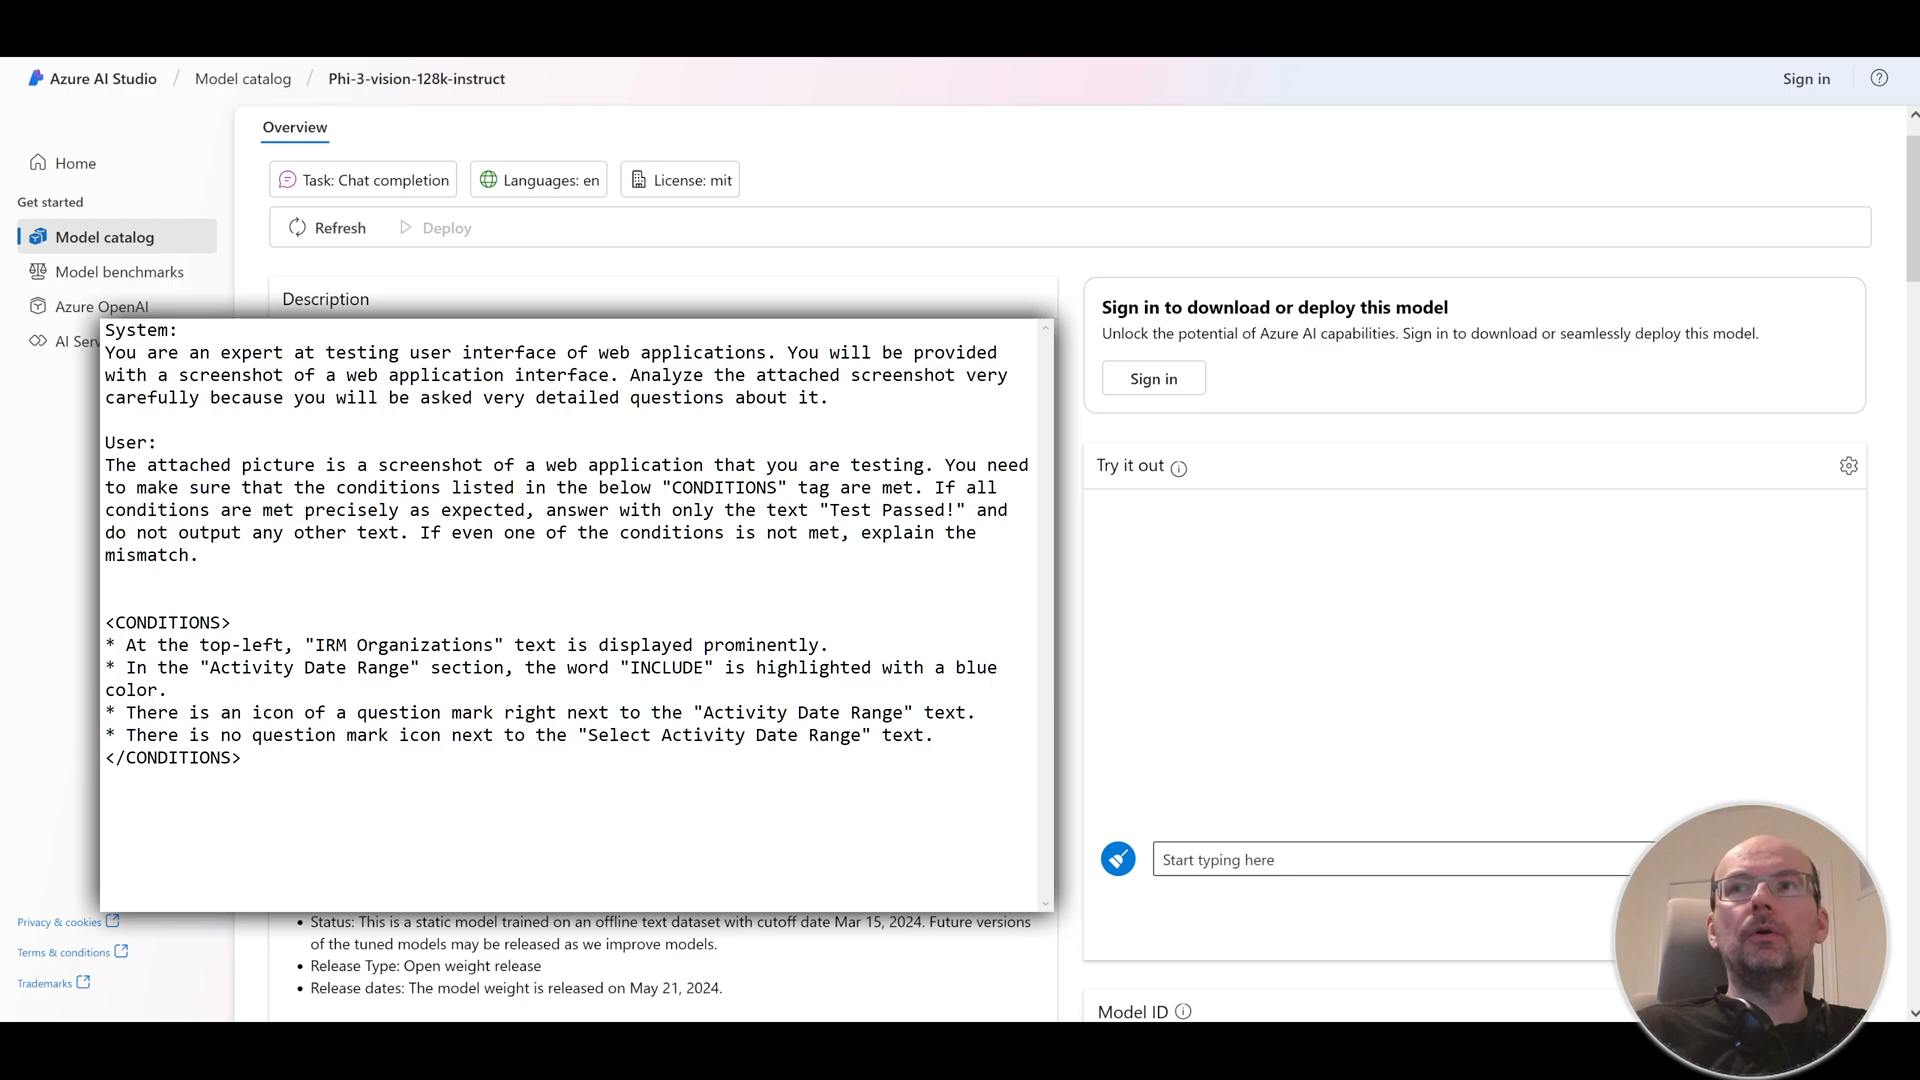 Azure AI Studio / Model catalog / Phi-3-vision-128k-instruct
Sign in
Home
Get started
Model catalog
Model benchmarks
Azure OpenAI
AI Serv
Privacy & cookies
Terms & conditions
Trademarks
Overview
Task: Chat completion
Languages: en
License: mit
Refresh
Deploy
Description
System:
You are an expert at testing user interface of web applications. You will be provided
with a screenshot of a web application interface. Analyze the attached screenshot very
carefully because you will be asked very detailed questions about it.
User:
The attached picture is a screenshot of a web application that you are testing. You need
to make sure that the conditions listed in the below "CONDITIONS" tag are met. If all
conditions are met precisely as expected, answer with only the text "Test Passed!" and
do not output any other text. If even one of the conditions is not met, explain the
mismatch.
<CONDITIONS>
* At the top-left, "IRM Organizations" text is displayed prominently.
* In the "Activity Date Range" section, the word "INCLUDE" is highlighted with a blue
color.
* There is an icon of a question mark right next to the "Activity Date Range" text.
* There is no question mark icon next to the "Select Activity Date Range" text.
</CONDITIONS>
• Status: This is a static model trained on an offline text dataset with cutoff date Mar 15, 2024. Future versions
of the tuned models may be released as we improve models.
• Release Type: Open weight release
• Release dates: The model weight is released on May 21, 2024.
Sign in to download or deploy this model
Unlock the potential of Azure AI capabilities. Sign in to download or seamlessly deploy this model.
Sign in
Try it out
Start typing here
Model ID